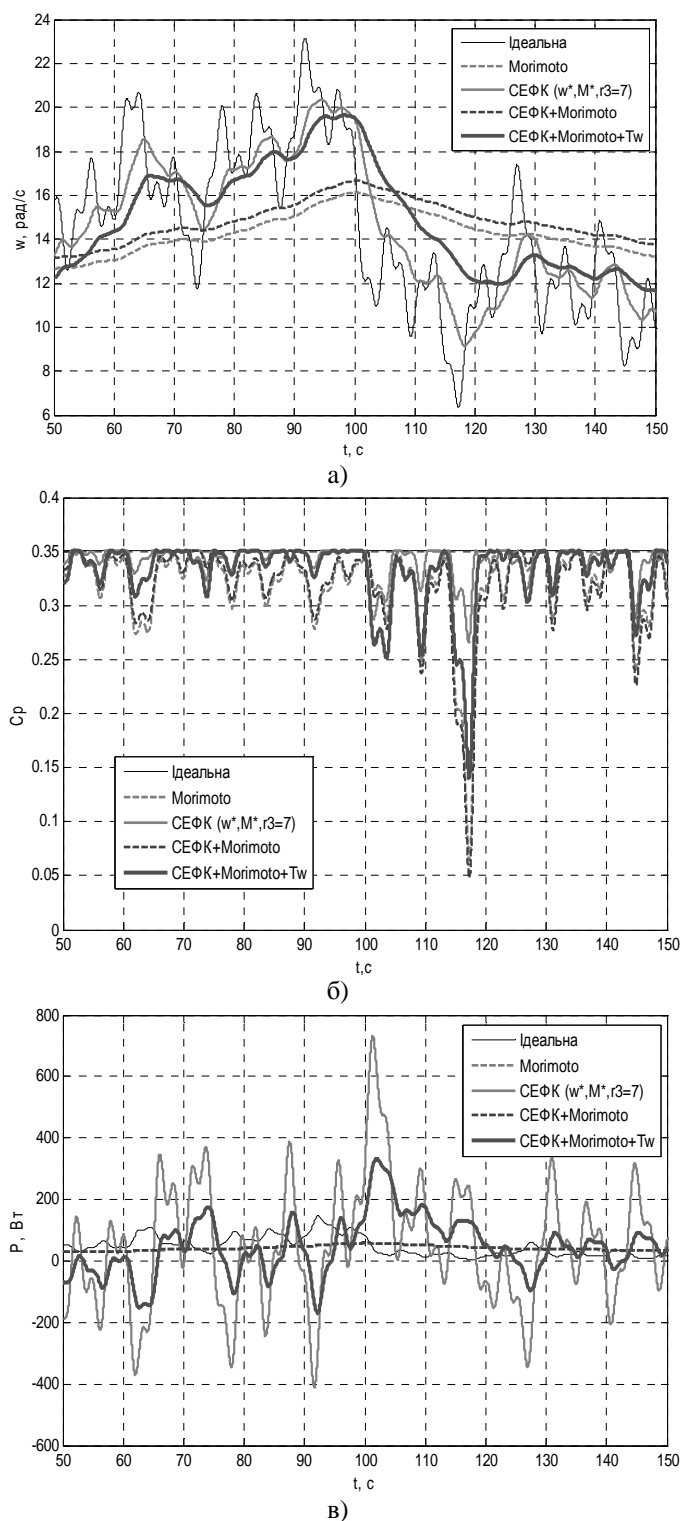 24
22
20
18
16
14
12
10
8
6
w, рад/с
50 60 70 80 90 100 110 120 130 140 150
t, с
Ідеальна
Morimoto
СЕФК (w*,M*,r3=7)
СЕФК+Morimoto
СЕФК+Morimoto+Tw
а)
0.4
0.35
0.3
0.25
0.2
0.15
0.1
0.05
0
Cp
50 60 70 80 90 100 110 120 130 140 150
t,c
Ідеальна
Morimoto
СЕФК (w*,M*,r3=7)
СЕФК+Morimoto
СЕФК+Morimoto+Tw
б)
800
600
400
200
0
-200
-400
-600
P, Вт
50 60 70 80 90 100 110 120 130 140 150
t, с
Ідеальна
Morimoto
СЕФК (w*,M*,r3=7)
СЕФК+Morimoto
СЕФК+Morimoto+Tw
в)